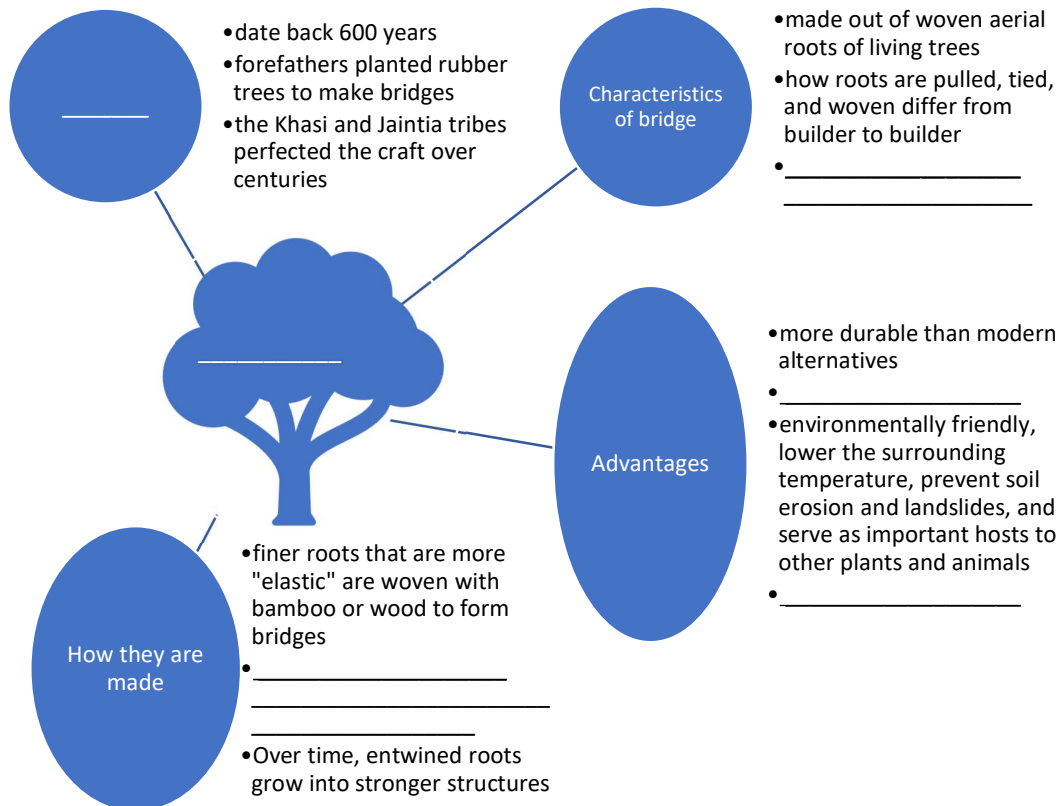 ______
•date back 600 years
•forefathers planted rubber
trees to make bridges
•the Khasi and Jaintia tribes
perfected the craft over
centuries
Characteristics
of bridge
•made out of woven aerial
roots of living trees
•how roots are pulled, tied,
and woven differ from
builder to builder
•___________________
____________________
__________
Advantages
•more durable than modern
alternatives
•___________________
•environmentally friendly,
lower the surrounding
temperature, prevent soil
erosion and landslides, and
serve as important hosts to
other plants and animals
•___________________
How they are
made
•finer roots that are more
"elastic" are woven with
bamboo or wood to form
bridges
•____________________
________________________
__________________
•Over time, entwined roots
grow into stronger structures